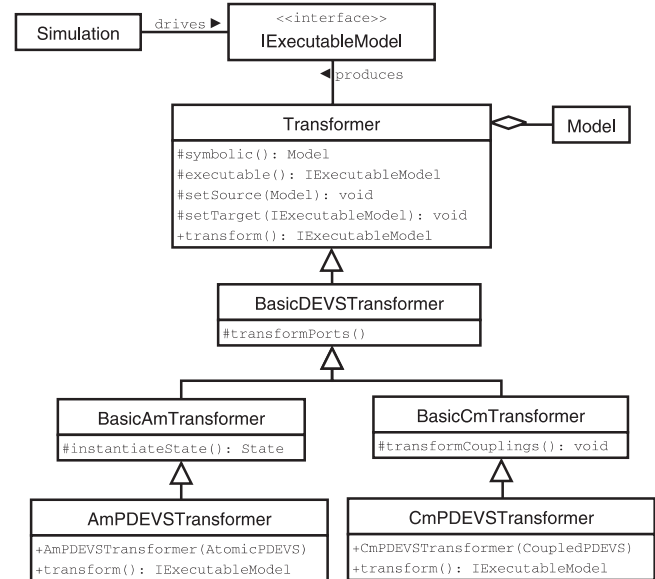 Simulation
drives ▶
<<interface>>
IExecutableModel
◀ produces
Transformer
#symbolic(): Model
#executable(): IExecutableModel
#setSource(Model): void
#setTarget(IExecutableModel): void
+transform(): IExecutableModel
Model
BasicDEVSTransformer
#transformPorts()
BasicAmTransformer
#instantiateState(): State
BasicCmTransformer
#transformCouplings(): void
AmPDEVSTransformer
+AmPDEVSTransformer(AtomicPDEVS)
+transform(): IExecutableModel
CmPDEVSTransformer
+CmPDEVSTransformer(CoupledPDEVS)
+transform(): IExecutableModel